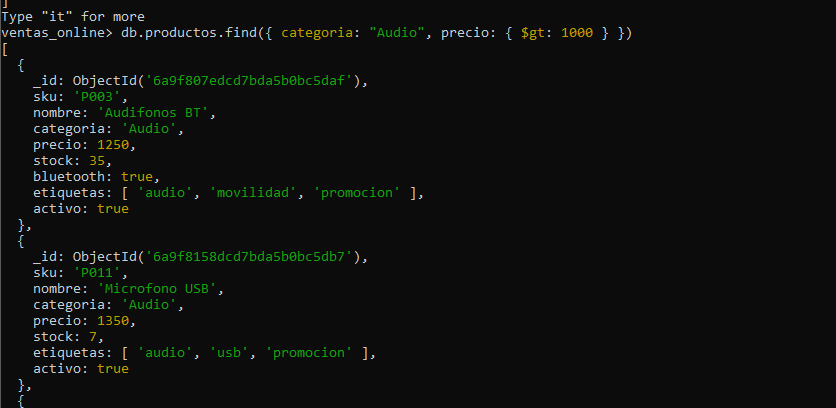 ]
Type "it" for more
ventas_online> db.productos.find({ categoria: "Audio", precio: { $gt: 1000 } })
[
  {
    _id: ObjectId('6a9f807edcd7bda5b0bc5daf'),
    sku: 'P003',
    nombre: 'Audifonos BT',
    categoria: 'Audio',
    precio: 1250,
    stock: 35,
    bluetooth: true,
    etiquetas: [ 'audio', 'movilidad', 'promocion' ],
    activo: true
  },
  {
    _id: ObjectId('6a9f8158dcd7bda5b0bc5db7'),
    sku: 'P011',
    nombre: 'Microfono USB',
    categoria: 'Audio',
    precio: 1350,
    stock: 7,
    etiquetas: [ 'audio', 'usb', 'promocion' ],
    activo: true
  },
  {